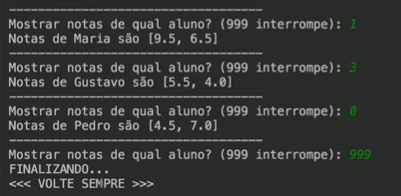 ------------------------------------
Mostrar notas de qual aluno? (999 interrompe): 1
Notas de Maria são [9.5, 6.5]
------------------------------------
Mostrar notas de qual aluno? (999 interrompe): 3
Notas de Gustavo são [5.5, 4.0]
------------------------------------
Mostrar notas de qual aluno? (999 interrompe): 0
Notas de Pedro são [4.5, 7.0]
------------------------------------
Mostrar notas de qual aluno? (999 interrompe): 999
FINALIZANDO...
<<< VOLTE SEMPRE >>>